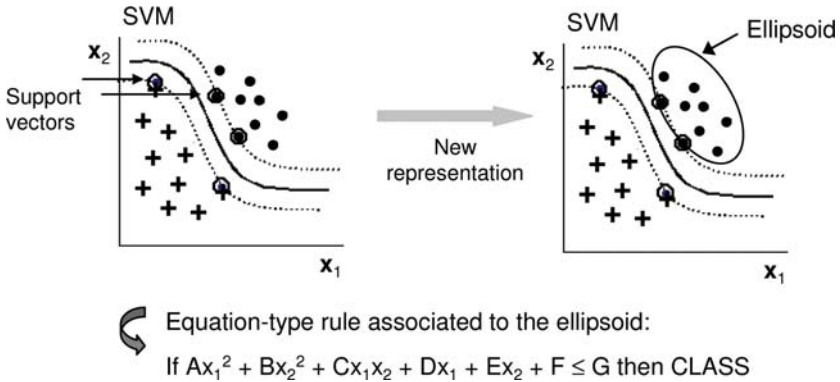 SVM
x₂
Support
vectors
x₁
New
representation
SVM
Ellipsoid
x₂
x₁
Equation-type rule associated to the ellipsoid:
If Ax₁² + Bx₂² + Cx₁x₂ + Dx₁ + Ex₂ + F ≤ G then CLASS